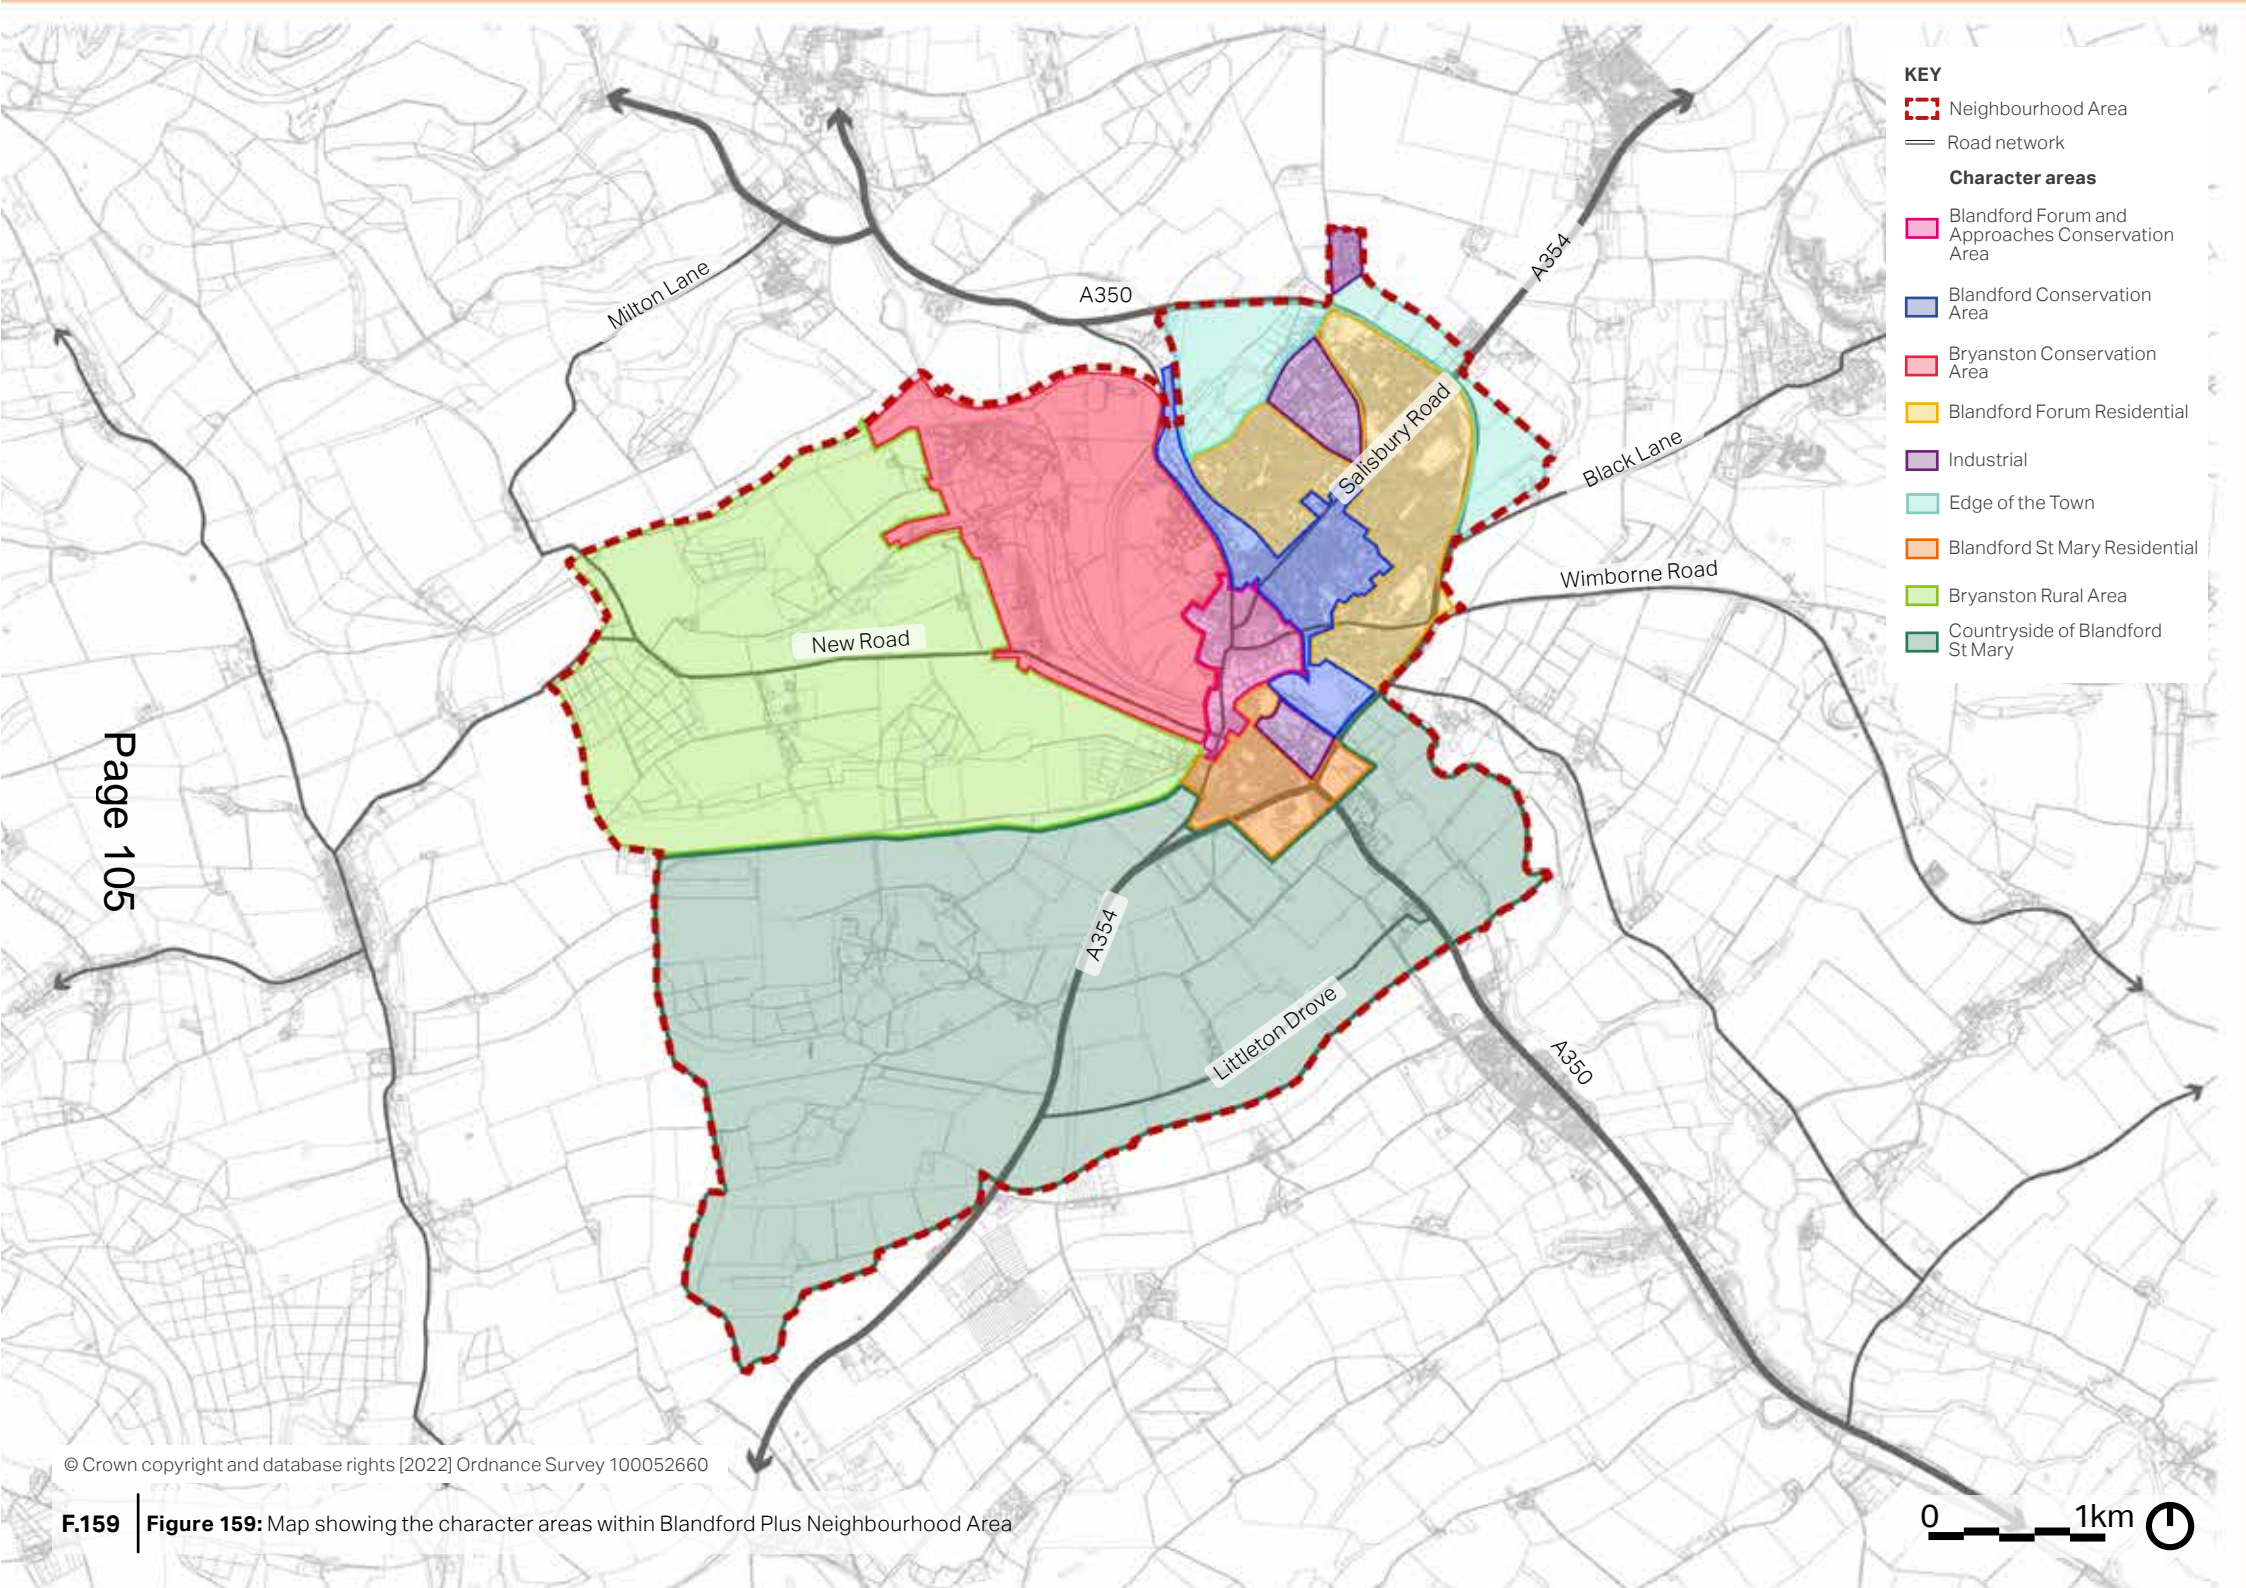 KEY
Neighbourhood Area
Road network
Character areas
Blandford Forum and
Approaches Conservation
Area
Blandford Conservation
Area
Bryanston Conservation
Area
Blandford Forum Residential
Industrial
Edge of the Town
Blandford St Mary Residential
Bryanston Rural Area
Countryside of Blandford
St Mary
A354
Milton Lane
A350
Salisbury Road
Black Lane
Wimborne Road
New Road
A354
Littleton Drove
A350
Page 105
© Crown copyright and database rights [2022] Ordnance Survey 100052660
F.159 Figure 159: Map showing the character areas within Blandford Plus Neighbourhood Area
0 1km